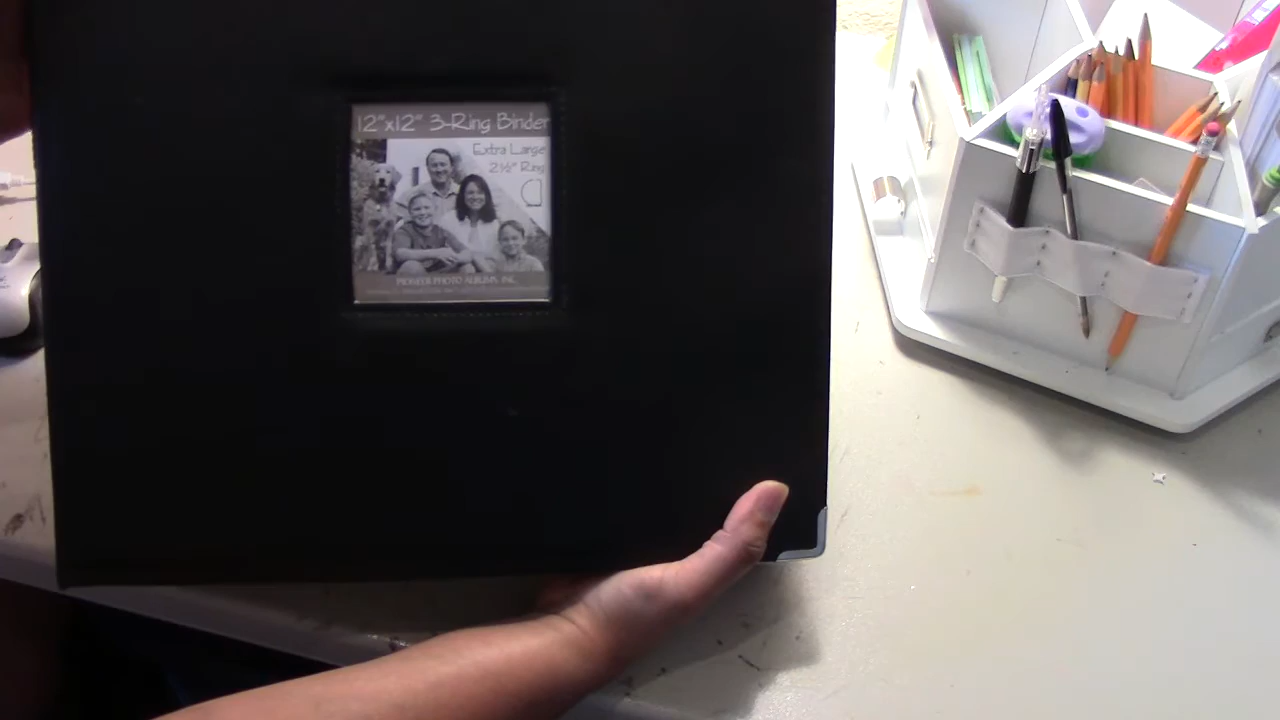 12"x12" 3-Ring Binder
Extra Large
2½" Ring
PIONEER PHOTO ALBUMS, INC.